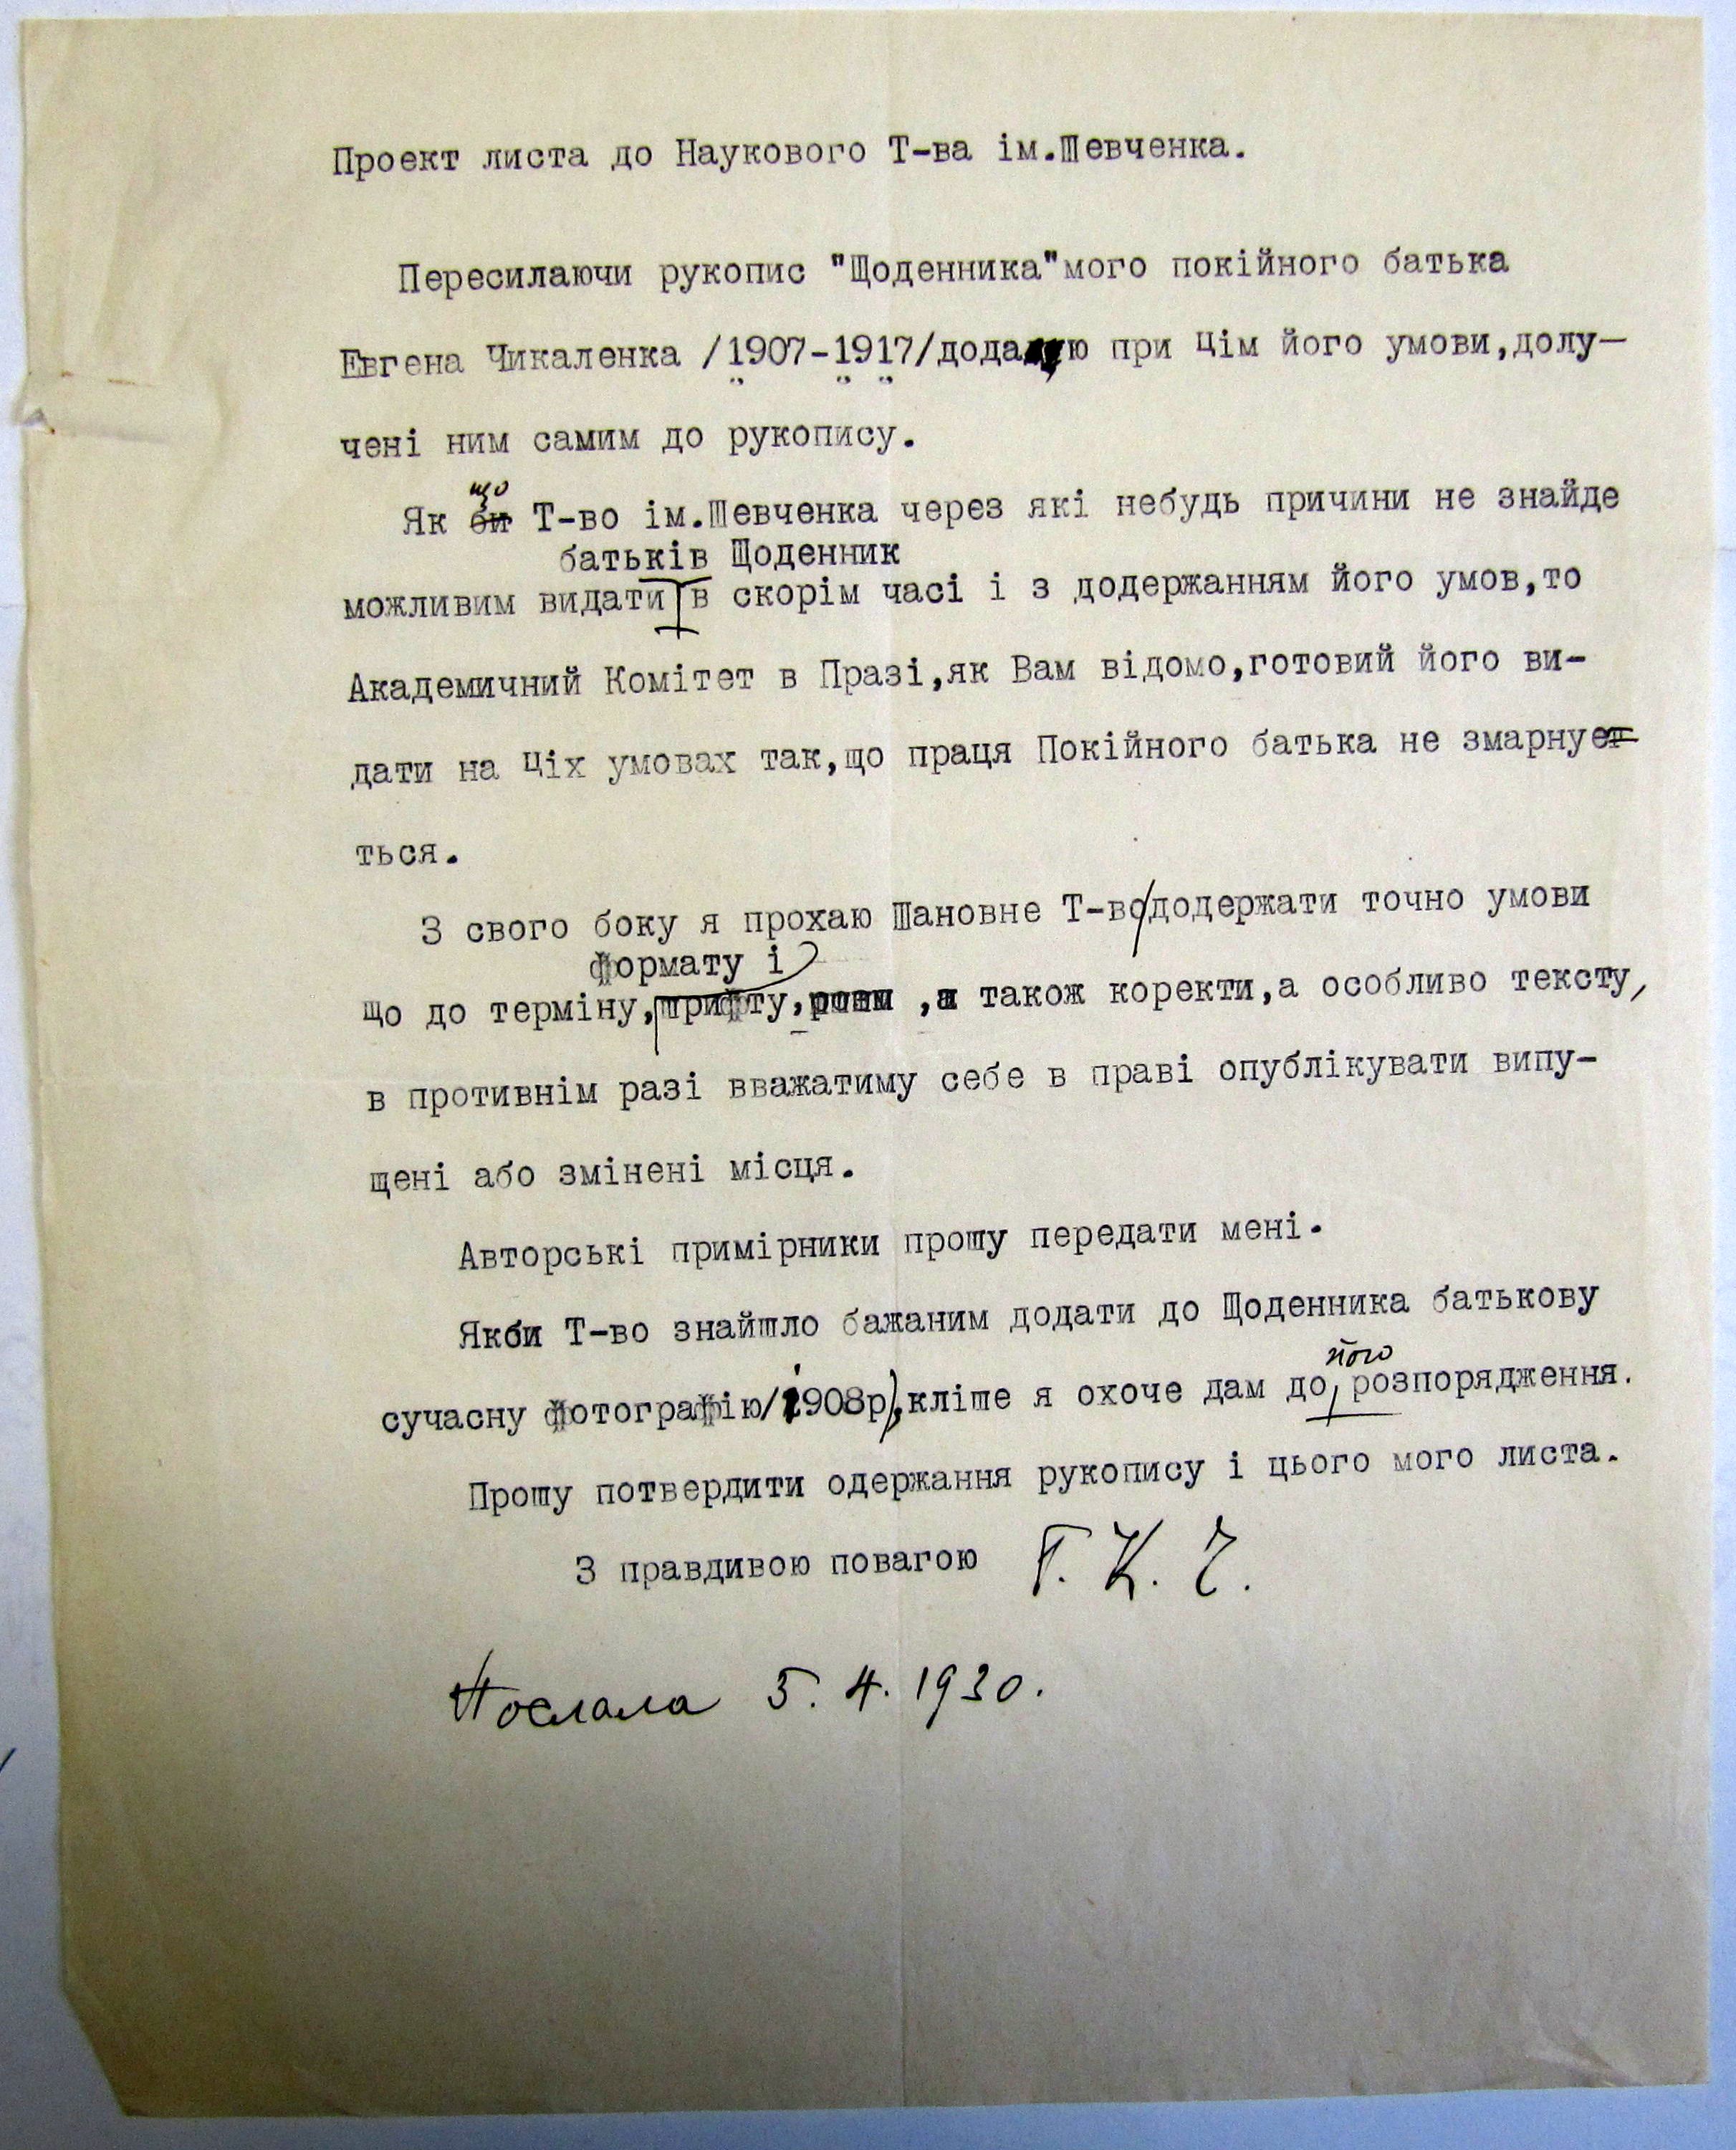 Проект листа до Наукового Т-ва ім.Шевченка.
Пересилаючи рукопис "Щоденника"мого покійного батька
Евгена Чикаленка /1907-1917/додаю при цім його умови,долу-
чені ним самим до рукопису.
що
Як би Т-во ім.Шевченка через які небудь причини не знайде
батьків Щоденник
можливим видати в скорім часі і з додержанням його умов,то
Академичний Комітет в Празі,як Вам відомо,готовий його ви-
дати на ціх умовах так,що праця Покійного батька не змарнует-
ться.
З свого боку я прохаю Шановне Т-во додержати точно умови
формату і
що до терміну,шрифту, ,а також коректи,а особливо тексту,
в противнім разі вважатиму себе в праві опублікувати випу-
щені або змінені місця.
Авторські примірники прошу передати мені.
Якби Т-во знайшло бажаним додати до Щоденника батькову
його
сучасну фотографію/1908р/,кліше я охоче дам до розпорядження.
Прошу потвердити одержання рукопису і цього мого листа.
З правдивою повагою Г. К. Ч.
Послала 5. 4. 1930.